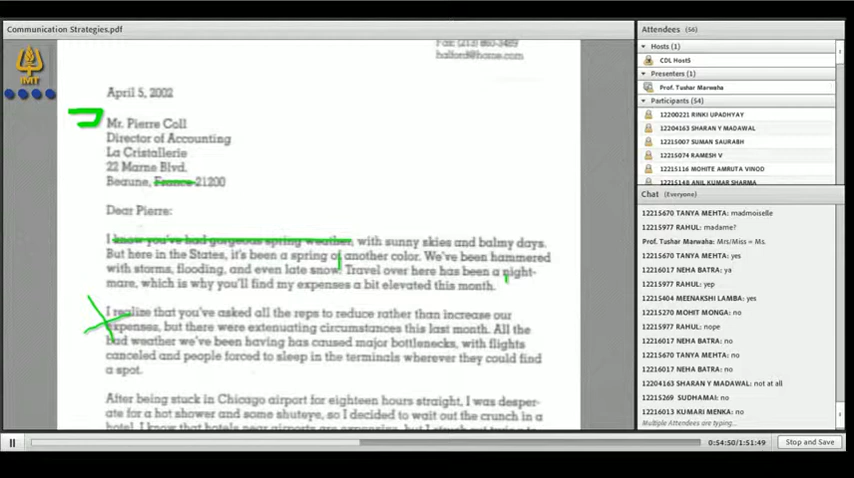 Communication Strategies.pdf
IMT
Fax: (213) 860-3489
halford@home.com
April 5, 2002
Mr. Pierre Coll
Director of Accounting
La Cristallerie
22 Marne Blvd.
Beaune, France 21200
Dear Pierre:
I know you've had gorgeous spring weather, with sunny skies and balmy days.
But here in the States, it's been a spring of another color. We've been hammered
with storms, flooding, and even late snow. Travel over here has been a night-
mare, which is why you'll find my expenses a bit elevated this month.
I realize that you've asked all the reps to reduce rather than increase our
expenses, but there were extenuating circumstances this last month. All the
bad weather we've been having has caused major bottlenecks, with flights
canceled and people forced to sleep in the terminals wherever they could find
a spot.
After being stuck in Chicago airport for eighteen hours straight, I was desper-
ate for a hot shower and some shuteye, so I decided to wait out the crunch in a
hotel. I know that hotels near airports are expensive, but I
Attendees (56)
Hosts (1)
CDL Host5
Presenters (1)
Prof. Tushar Marwaha
Participants (54)
12200221 RINKI UPADHYAY
12204163 SHARAN Y MADAWAL
12215007 SUMAN SAURABH
12215074 RAMESH V
12215116 MOHITE AMRUTA VINOD
12215148 ANIL KUMAR SHARMA
Chat (Everyone)
12215670 TANYA MEHTA: madmoiselle
12215977 RAHUL: madame?
Prof. Tushar Marwaha: Mrs/Miss = Ms.
12215670 TANYA MEHTA: yes
12216017 NEHA BATRA: ya
12215977 RAHUL: yep
12215404 MEENAKSHI LAMBA: yes
12215270 MOHIT MONGA: no
12215977 RAHUL: nope
12216017 NEHA BATRA: no
12215670 TANYA MEHTA: no
12216017 NEHA BATRA: no
12204163 SHARAN Y MADAWAL: not at all
12215269 SUDHAMAI: no
12216013 KUMARI MENKA: no
Multiple Attendees are typing...
0:54:50/1:51:49
Stop and Save